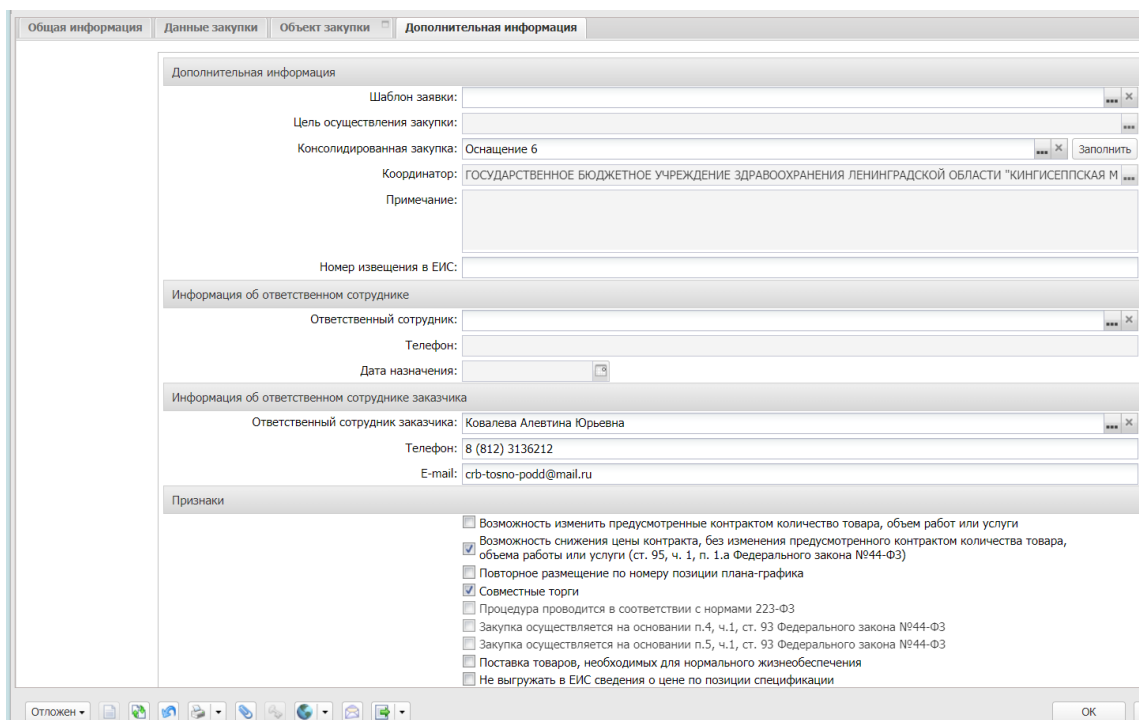 Общая информация Данные закупки Объект закупки Дополнительная информация
Дополнительная информация
Шаблон заявки:
Цель осуществления закупки:
Консолидированная закупка: Оснащение 6 Заполнить
Координатор: ГОСУДАРСТВЕННОЕ БЮДЖЕТНОЕ УЧРЕЖДЕНИЕ ЗДРАВООХРАНЕНИЯ ЛЕНИНГРАДСКОЙ ОБЛАСТИ "КИНГИСЕППСКАЯ М
Примечание:
Номер извещения в ЕИС:
Информация об ответственном сотруднике
Ответственный сотрудник:
Телефон:
Дата назначения:
Информация об ответственном сотруднике заказчика
Ответственный сотрудник заказчика: Ковалева Алевтина Юрьевна
Телефон: 8 (812) 3136212
E-mail: crb-tosno-podd@mail.ru
Признаки
Возможность изменить предусмотренные контрактом количество товара, объем работ или услуги
Возможность снижения цены контракта, без изменения предусмотренного контрактом количества товара,
объема работы или услуги (ст. 95, ч. 1, п. 1.а Федерального закона №44-ФЗ)
Повторное размещение по номеру позиции плана-графика
Совместные торги
Процедура проводится в соответствии с нормами 223-ФЗ
Закупка осуществляется на основании п.4, ч.1, ст. 93 Федерального закона №44-ФЗ
Закупка осуществляется на основании п.5, ч.1, ст. 93 Федерального закона №44-ФЗ
Поставка товаров, необходимых для нормального жизнеобеспечения
Не выгружать в ЕИС сведения о цене по позиции спецификации
Отложен ОК